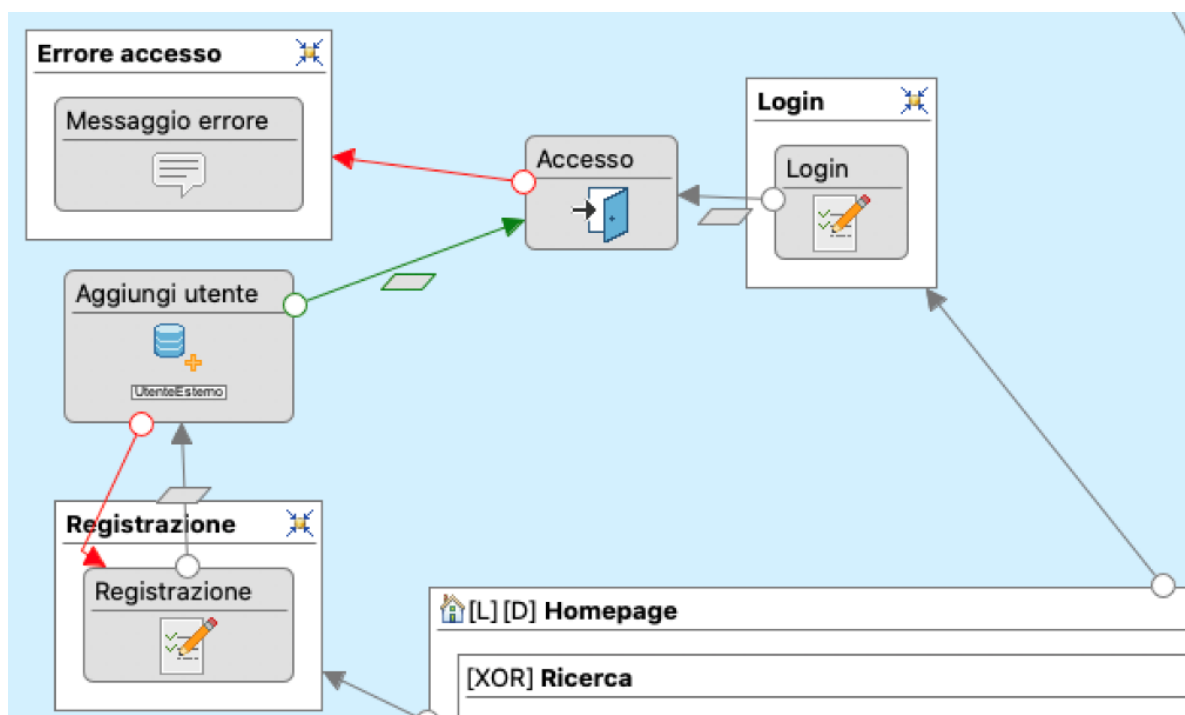 Errore accesso
Messaggio errore
Accesso
Login
Login
Aggiungi utente
UtenteEsterno
Registrazione
Registrazione
[L] [D] Homepage
[XOR] Ricerca